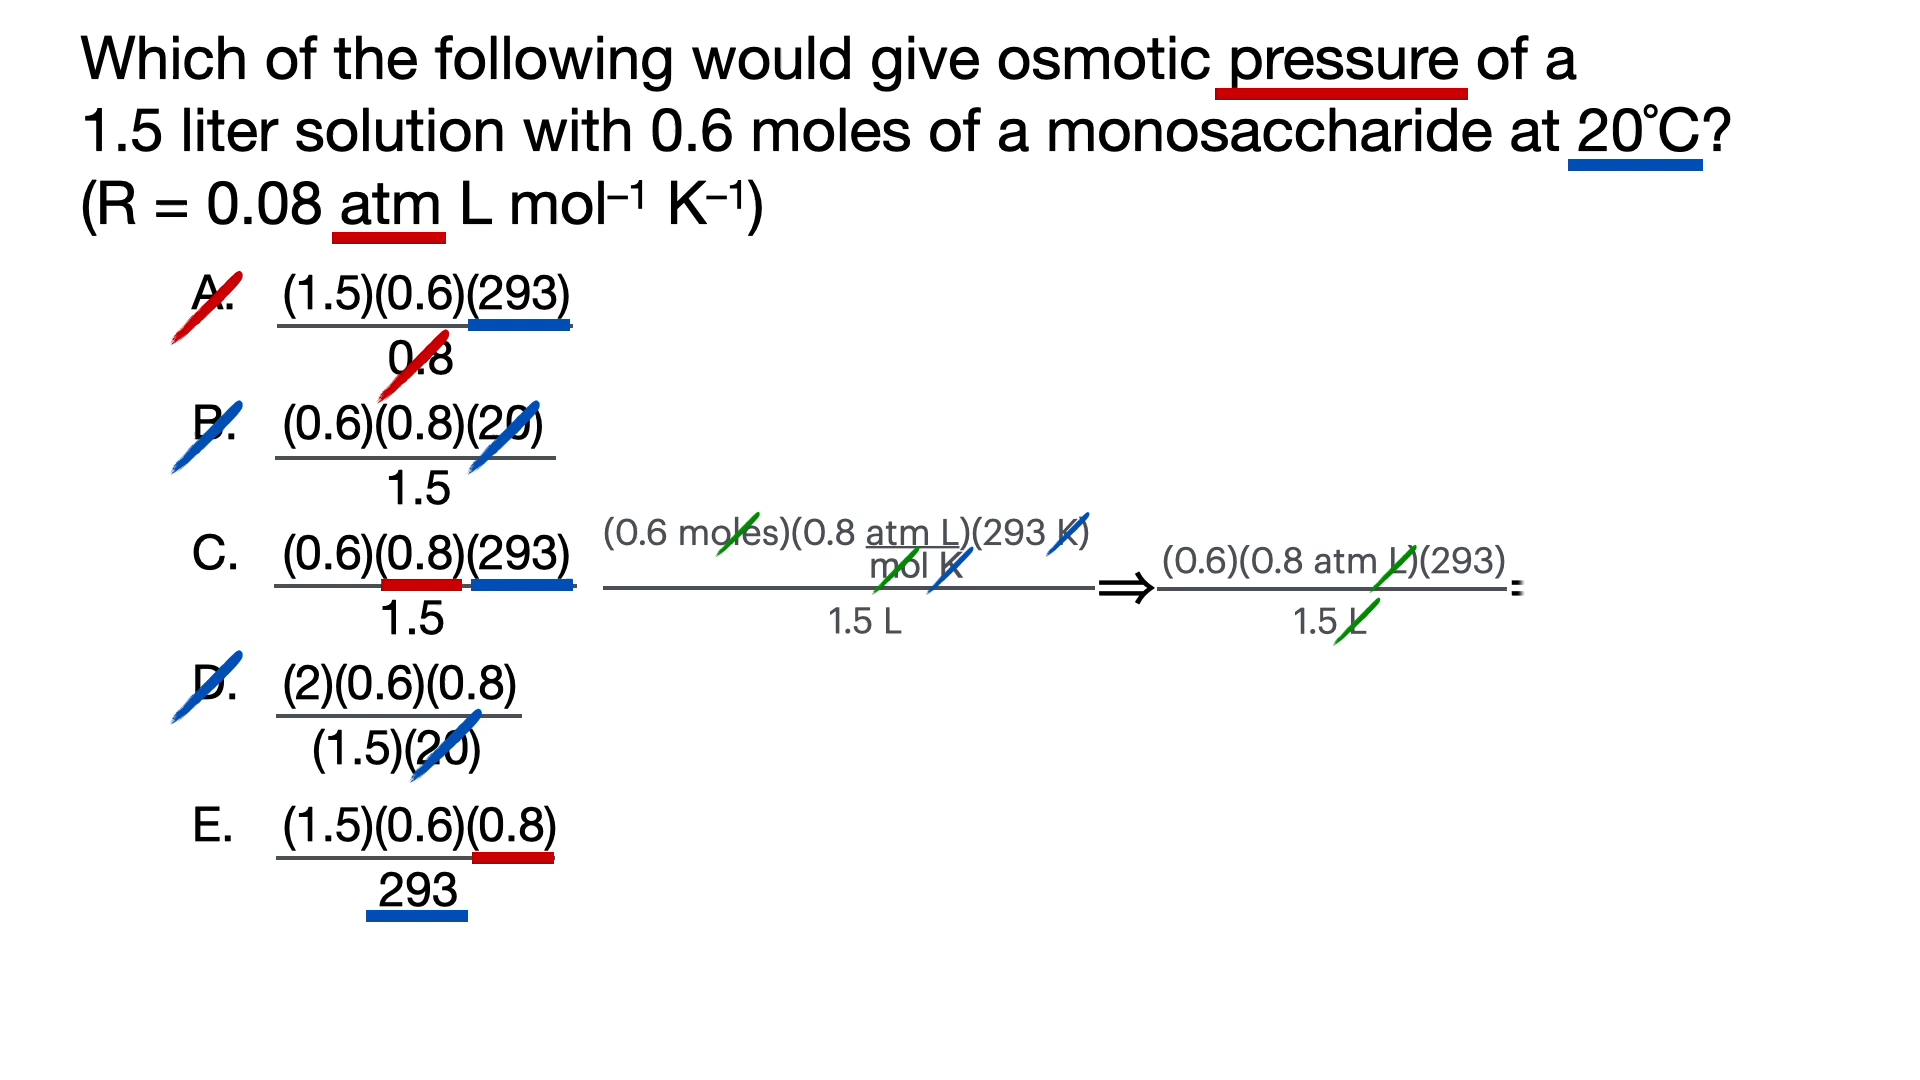 Which of the following would give osmotic pressure of a
1.5 liter solution with 0.6 moles of a monosaccharide at 20°C?
(R = 0.08 atm L mol⁻¹ K⁻¹)
A. (1.5)(0.6)(293)
0.8
B. (0.6)(0.8)(20)
1.5
C. (0.6)(0.8)(293)
1.5
(0.6 moles)(0.8 atm L)(293 K)
mol K
1.5 L
⇒
(0.6)(0.8 atm L)(293) =
1.5 L
D. (2)(0.6)(0.8)
(1.5)(20)
E. (1.5)(0.6)(0.8)
293